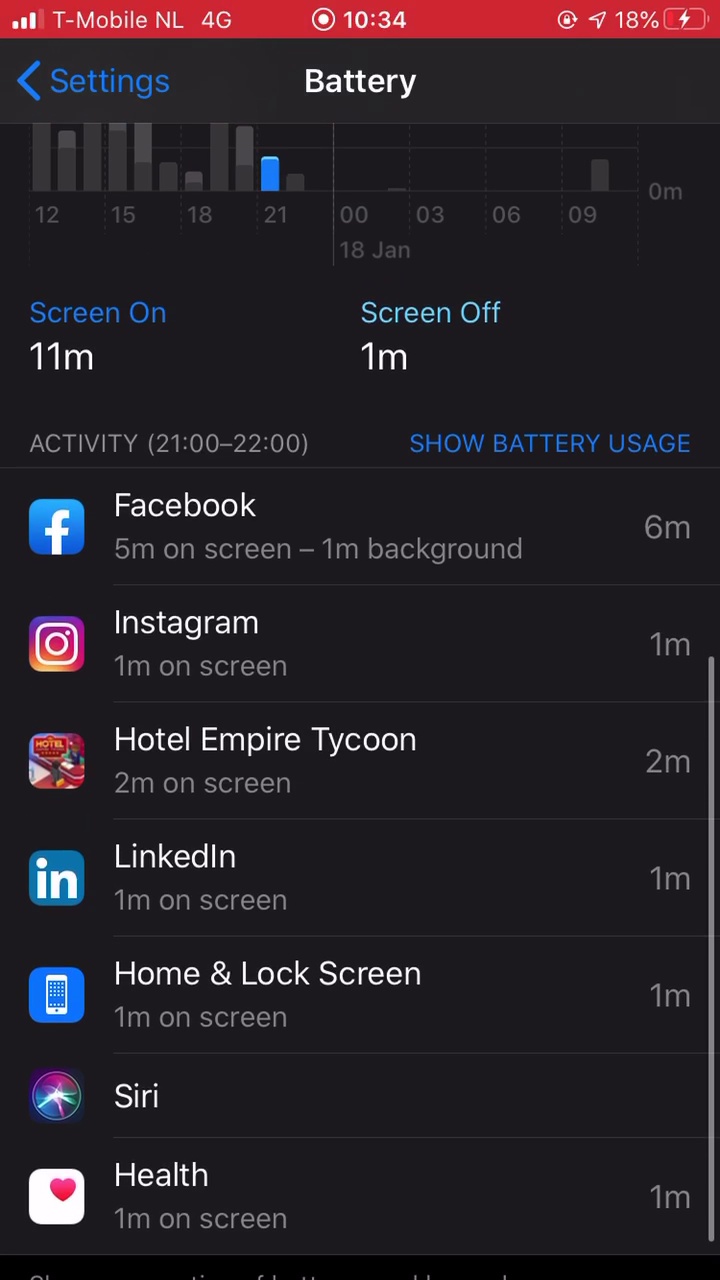 T-Mobile NL 4G 10:34 18%
Settings Battery
0m
12 15 18 21 00 03 06 09
18 Jan
Screen On Screen Off
11m 1m
ACTIVITY (21:00–22:00) SHOW BATTERY USAGE
Facebook
5m on screen – 1m background 6m
Instagram
1m on screen 1m
HOTEL
Hotel Empire Tycoon
2m on screen 2m
in
LinkedIn
1m on screen 1m
Home & Lock Screen
1m on screen 1m
Siri
Health
1m on screen 1m